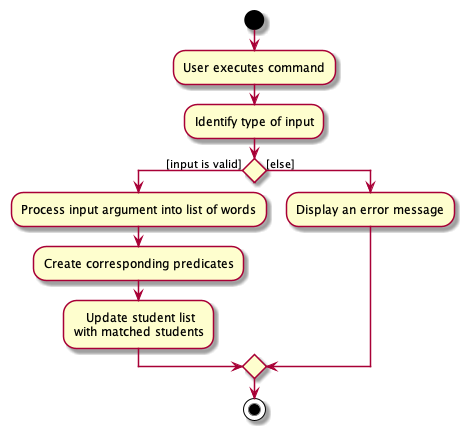 User executes command
Identify type of input
[input is valid]
[else]
Process input argument into list of words
Display an error message
Create corresponding predicates
Update student list
with matched students